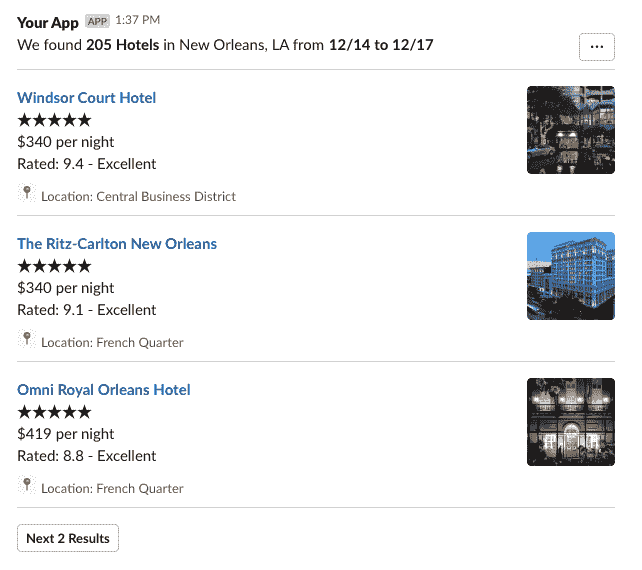 Your App APP 1:37 PM
We found 205 Hotels in New Orleans, LA from 12/14 to 12/17
...
Windsor Court Hotel
★★★★★
$340 per night
Rated: 9.4 - Excellent
Location: Central Business District
The Ritz-Carlton New Orleans
★★★★★
$340 per night
Rated: 9.1 - Excellent
Location: French Quarter
Omni Royal Orleans Hotel
★★★★★
$419 per night
Rated: 8.8 - Excellent
Location: French Quarter
Next 2 Results